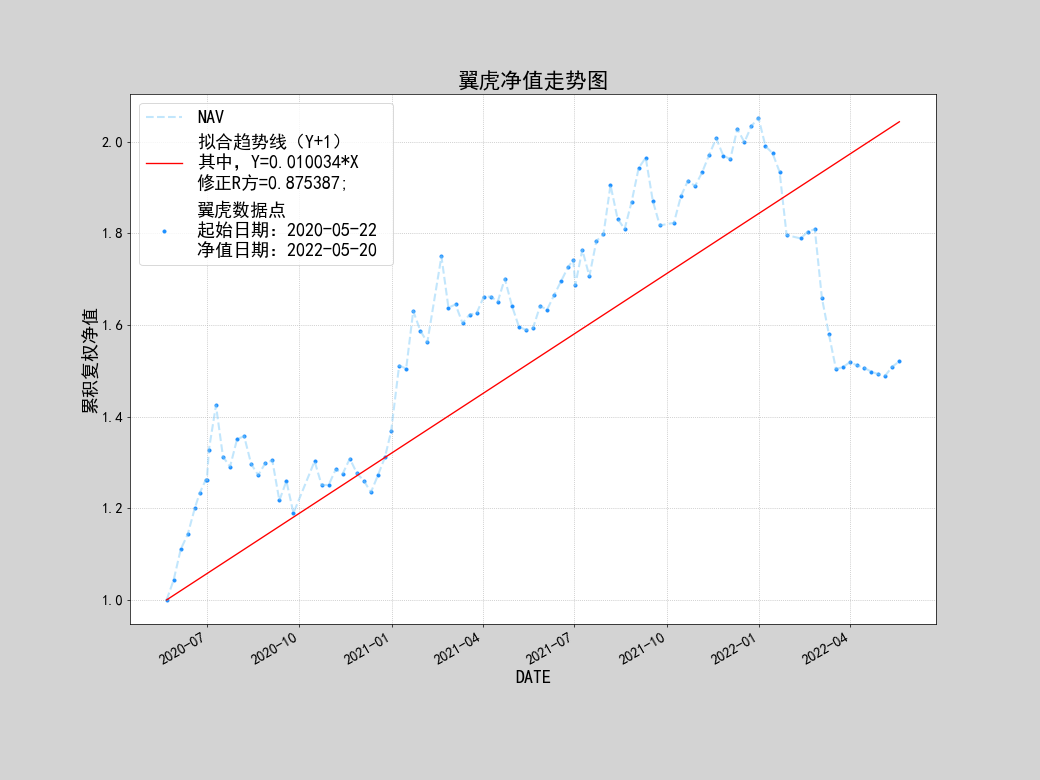 翼虎净值走势图
NAV
拟合趋势线（Y+1）
其中，Y=0.010034*X
修正R方=0.875387;
翼虎数据点
起始日期：2020-05-22
净值日期：2022-05-20
累积复权净值
2.0
1.8
1.6
1.4
1.2
1.0
2020-07
2020-10
2021-01
2021-04
2021-07
2021-10
2022-01
2022-04
DATE